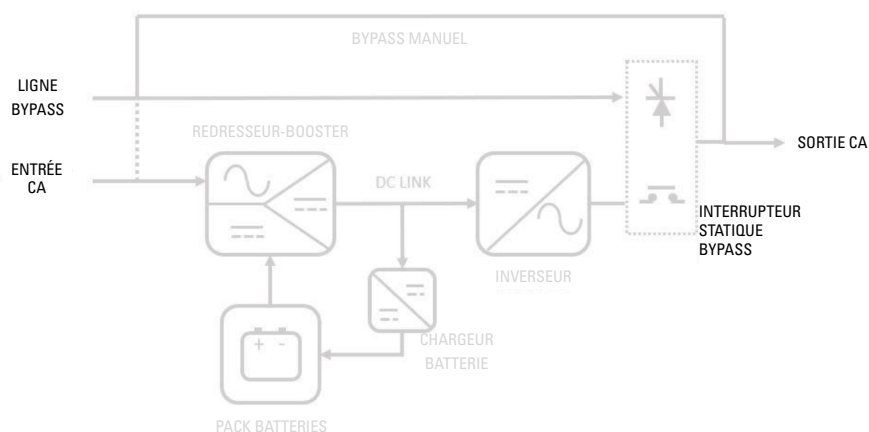 BYPASS MANUEL
LIGNE
BYPASS
REDRESSEUR-BOOSTER
SORTIE CA
ENTRÉE
CA
DC LINK
INTERRUPTEUR
STATIQUE
BYPASS
INVERSEUR
CHARGEUR
BATTERIE
+ -
PACK BATTERIES